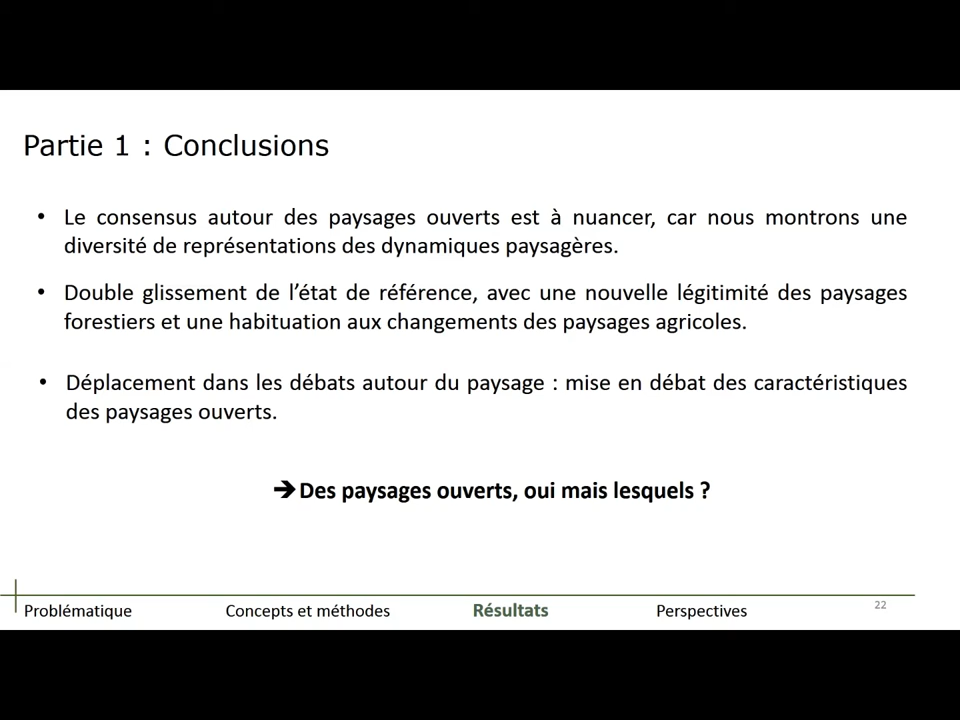 Partie 1 : Conclusions
• Le consensus autour des paysages ouverts est à nuancer, car nous montrons une
diversité de représentations des dynamiques paysagères.
• Double glissement de l’état de référence, avec une nouvelle légitimité des paysages
forestiers et une habituation aux changements des paysages agricoles.
• Déplacement dans les débats autour du paysage : mise en débat des caractéristiques
des paysages ouverts.
➔ Des paysages ouverts, oui mais lesquels ?
Problématique Concepts et méthodes Résultats Perspectives 22